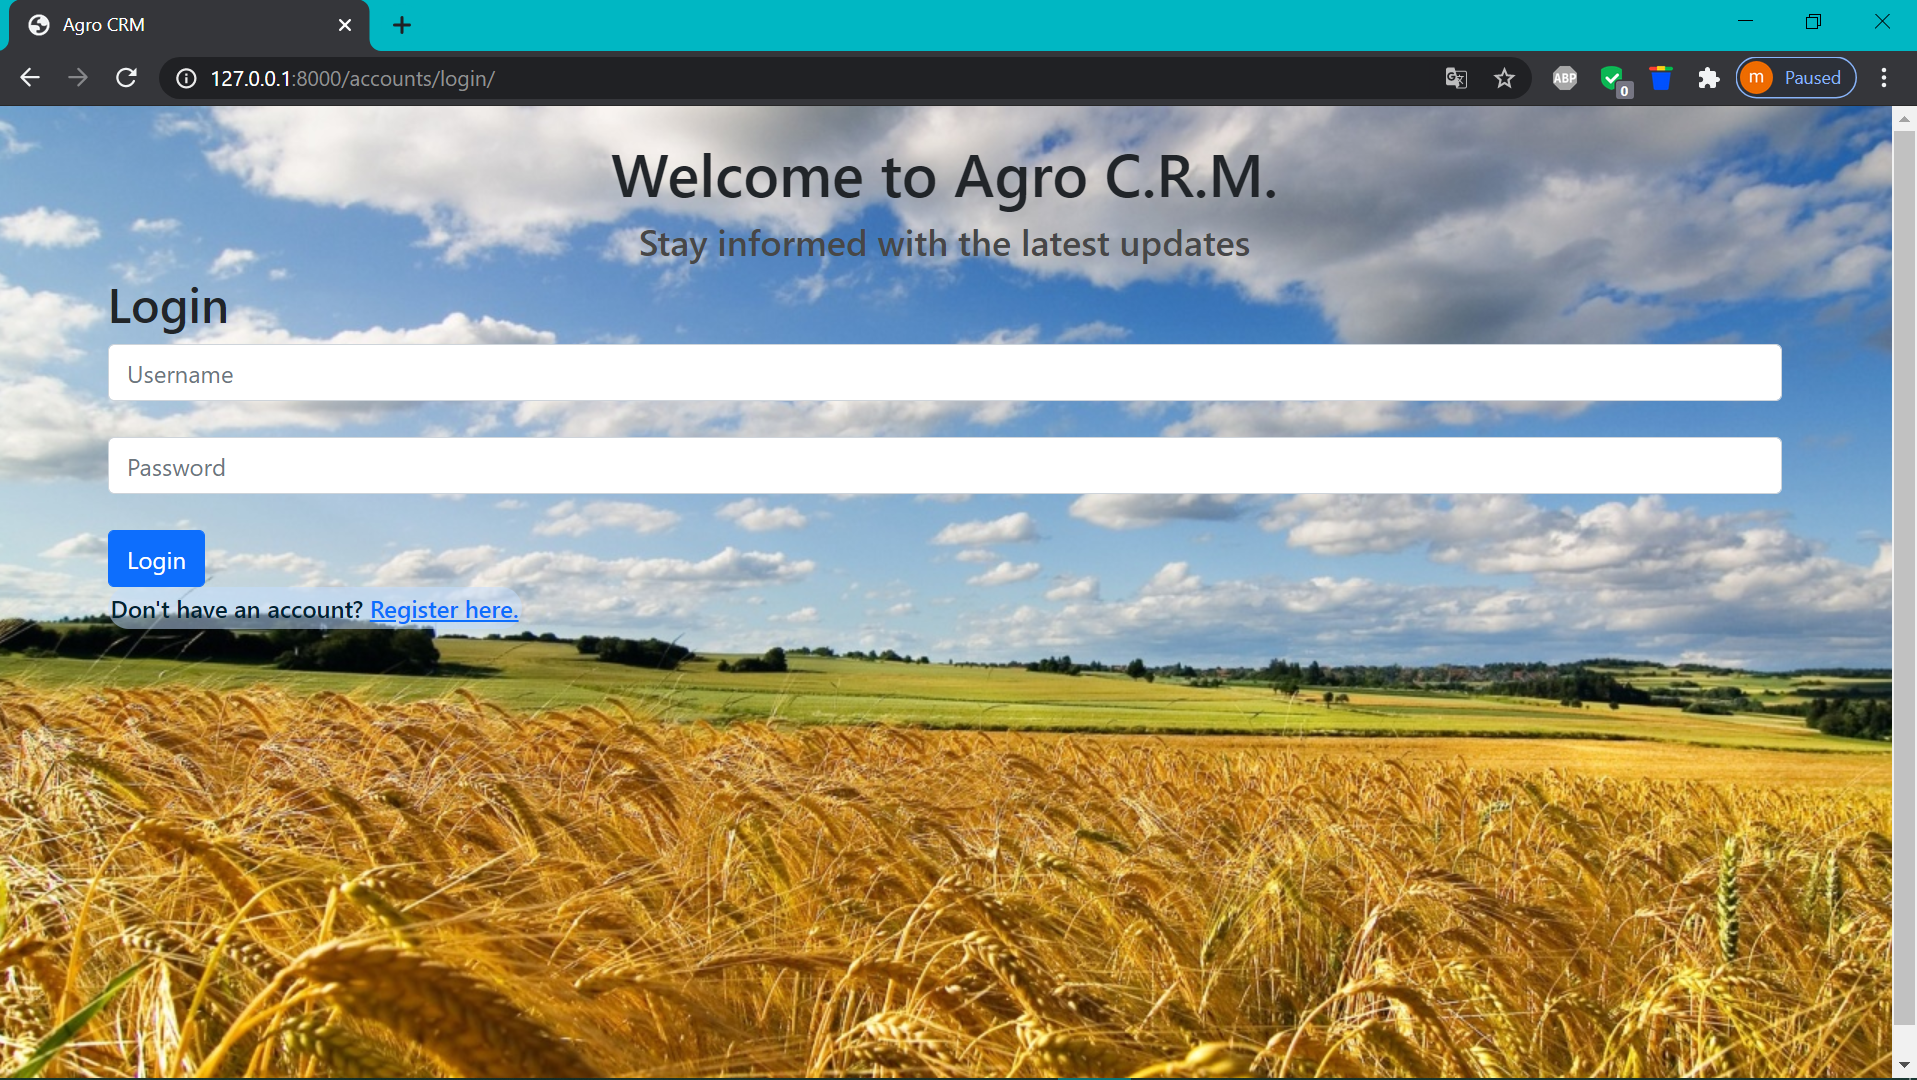 Agro CRM
127.0.0.1:8000/accounts/login/
ABP
0
m
Paused
Welcome to Agro C.R.M.
Stay informed with the latest updates
Login
Username
Password
Login
Don't have an account? Register here.